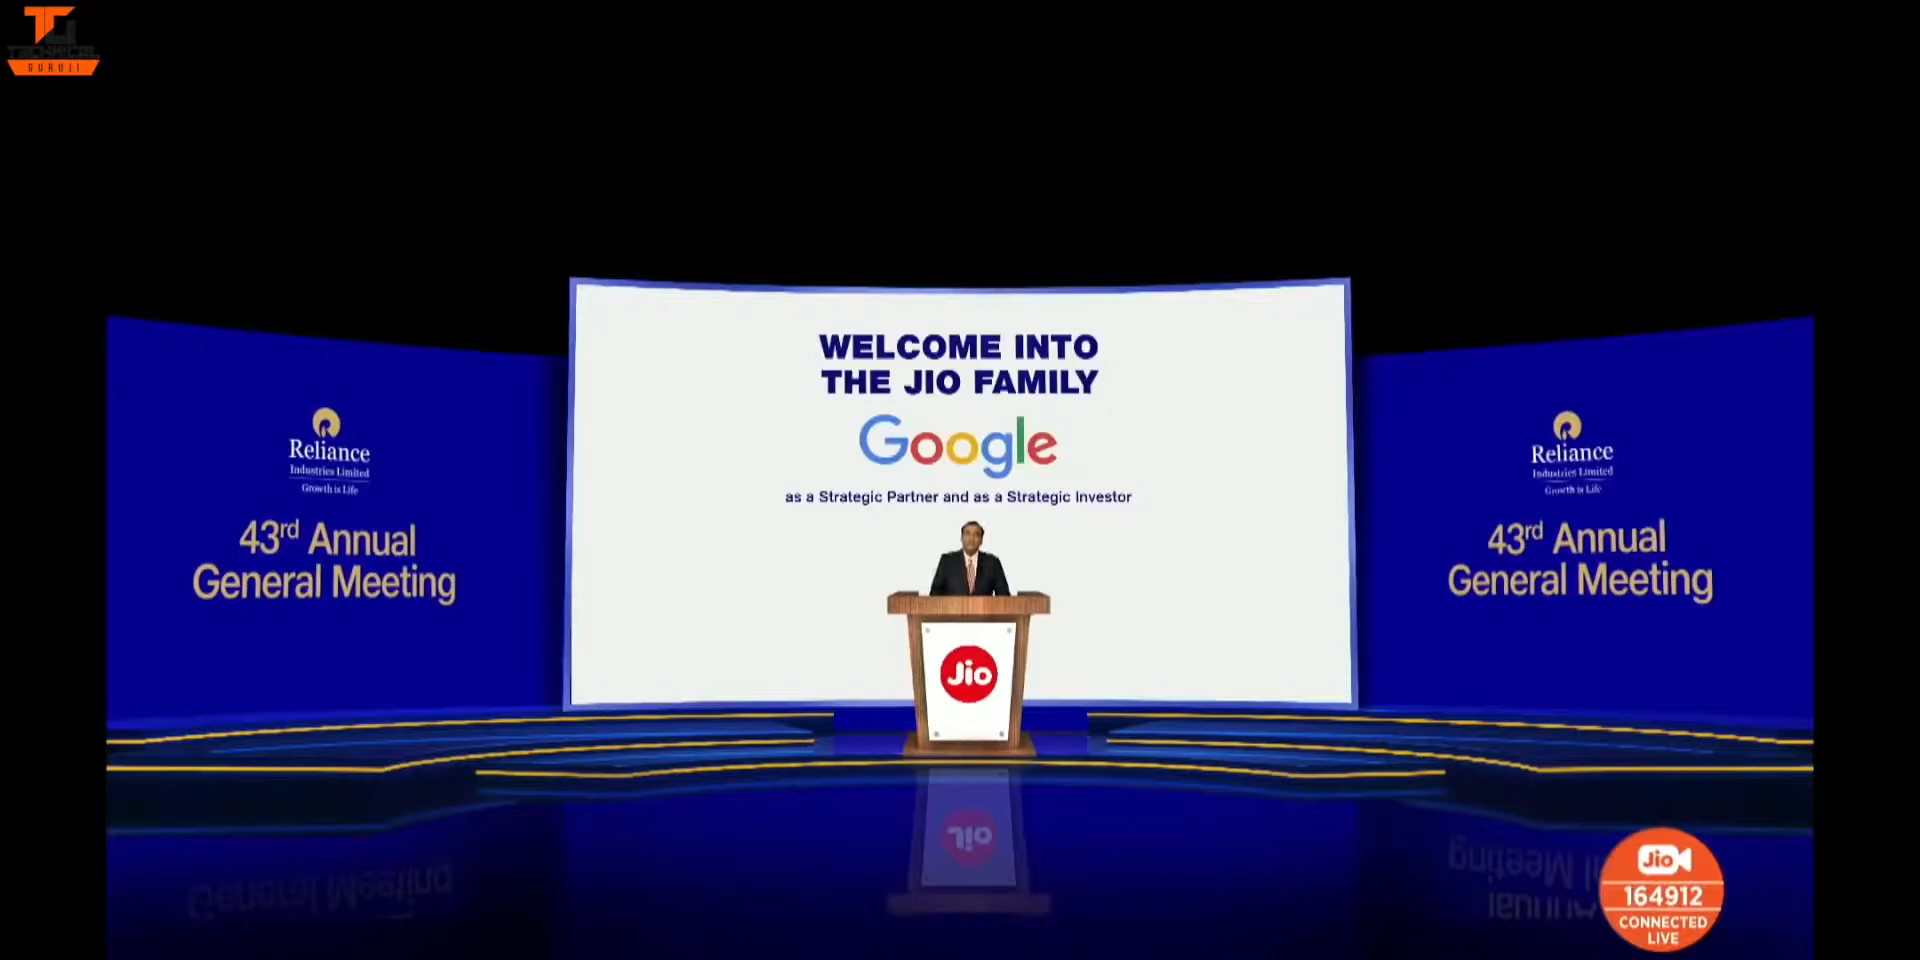 TECHNICAL
GURUJI
WELCOME INTO
THE JIO FAMILY
Google
as a Strategic Partner and as a Strategic Investor
Reliance
Industries Limited
Growth is Life
43rd Annual
General Meeting
Jio
Reliance
Industries Limited
Growth is Life
43rd Annual
General Meeting
Jio
164912
CONNECTED
LIVE